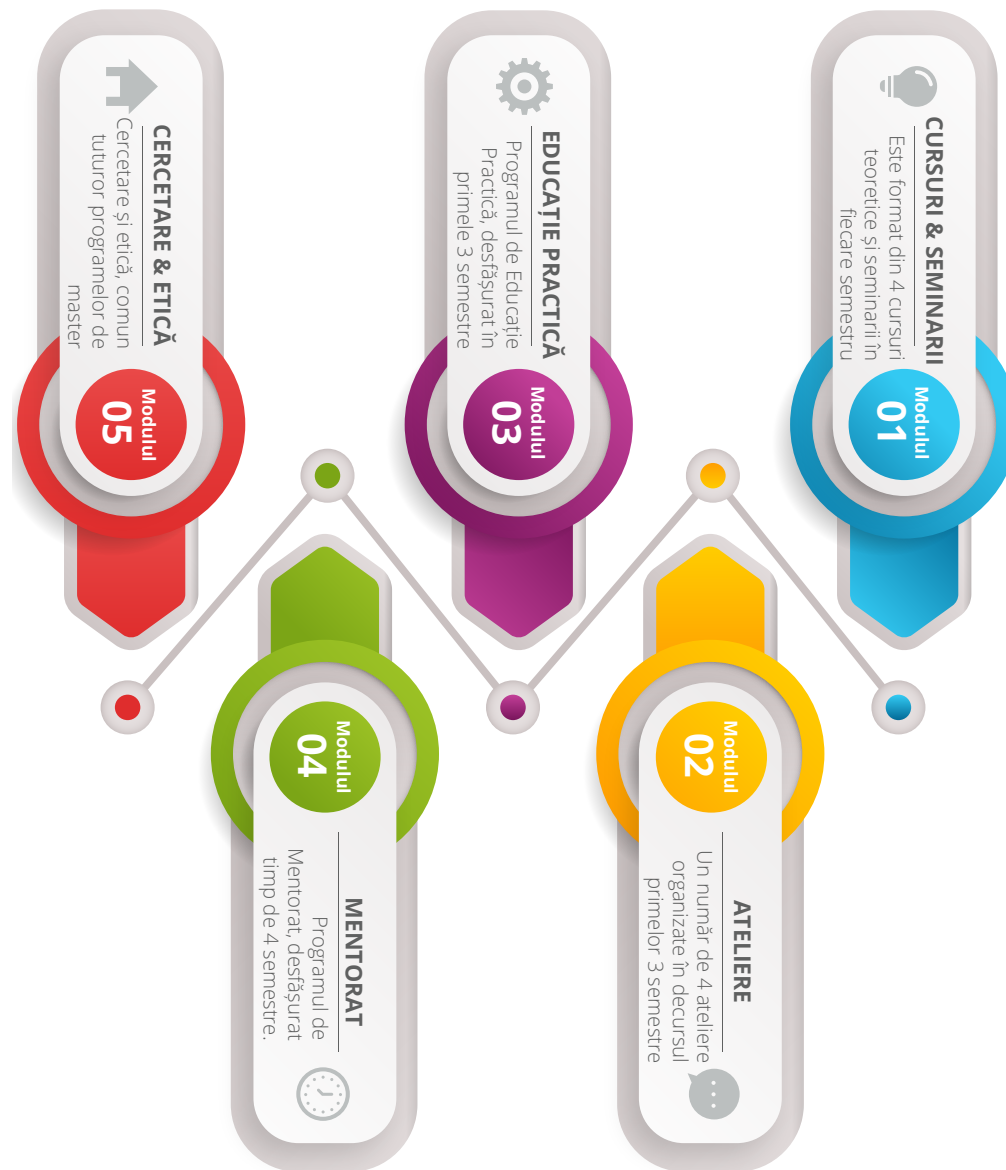 Modulul
01
CURSURI & SEMINARII
Este format din 4 cursuri
teoretice și seminarii în
fiecare semestru
Modulul
02
ATELIERE
Un număr de 4 ateliere
organizate în decursul
primelor 3 semestre
Modulul
03
EDUCAȚIE PRACTICĂ
Programul de Educație
Practică, desfășurat în
primele 3 semestre
Modulul
04
MENTORAT
Programul de
Mentorat, desfășurat
timp de 4 semestre.
Modulul
05
CERCETARE & ETICĂ
Cercetare și etică, comun
tuturor programelor de
master